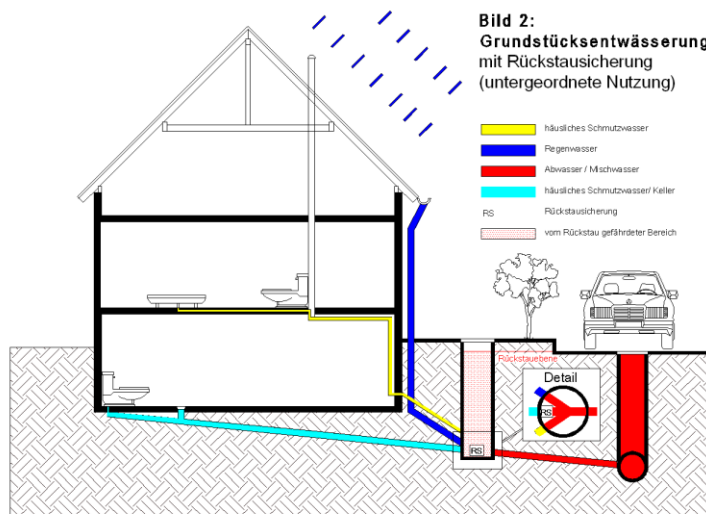 Bild 2:
Grundstücksentwässerung
mit Rückstausicherung
(untergeordnete Nutzung)
häusliches Schmutzwasser
Regenwasser
Abwasser / Mischwasser
häusliches Schmutzwasser/ Keller
RS Rückstausicherung
vom Rückstau gefährdeter Bereich
Rückstauebene
Detail
RS
RS